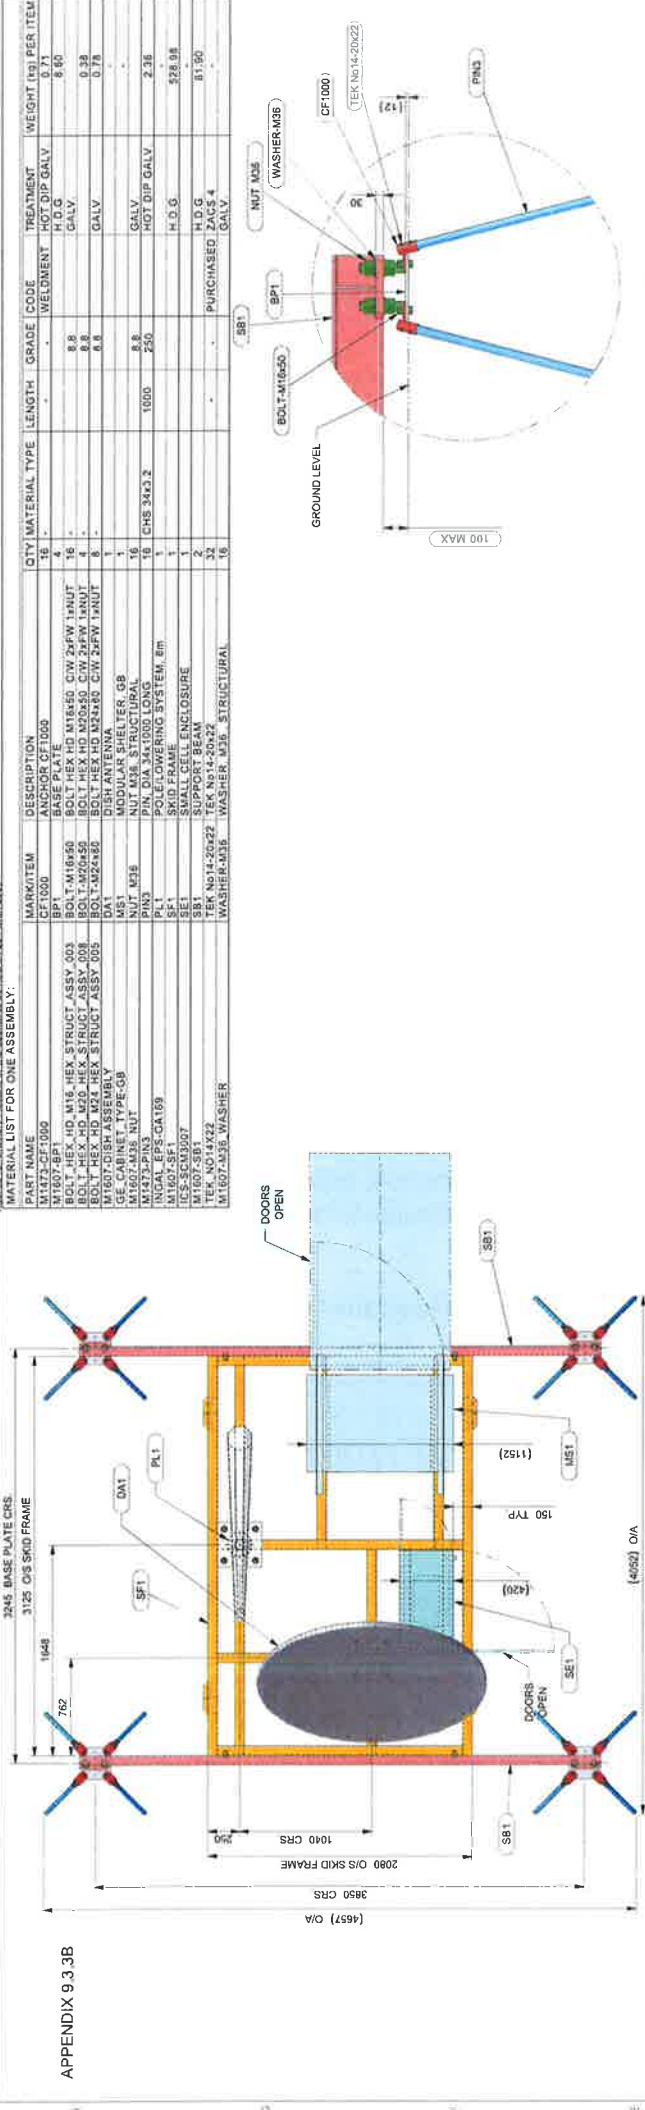 APPENDIX 9.3.3B
MATERIAL LIST FOR ONE ASSEMBLY:
PART NAME MARK/ITEM DESCRIPTION QTY MATERIAL TYPE LENGTH GRADE CODE TREATMENT WEIGHT (kg) PER ITEM
M1473-CF1000 CF1000 ANCHOR CF1000 16 - - - WELDMENT HOT DIP GALV 0.71
M1607-BP1 BP1 BASE PLATE 4 H.D.G 8.60
BOLT_HEX_HD_M16_HEX_STRUCT_ASSY_003 BOLT-M16x50 BOLT HEX HD M16x50 C/W 2xFW 1xNUT 16 - 8.8 GALV.
BOLT_HEX_HD_M20_HEX_STRUCT_ASSY_008 BOLT-M20x50 BOLT HEX HD M20x50 C/W 2xFW 1xNUT 4 - 8.8 0.38
BOLT_HEX_HD_M24_HEX_STRUCT_ASSY_005 BOLT-M24x60 BOLT HEX HD M24x60 C/W 2xFW 1xNUT 8 - 8.8 GALV 0.78
M1607-DISH ASSEMBLY DA1 DISH ANTENNA 1
GE_CABINET_TYPE-GB MS1 MODULAR SHELTER, GB 1
M1607-M36 NUT NUT M36 NUT M36, STRUCTURAL 16 8.8 GALV
M1473-PIN3 PIN3 PIN, DIA 34x1000 LONG 16 CHS 34x3.2 1000 250 HOT DIP GALV 2.36
INGAL_EPS-GA169 PL1 POLE/LOWERING SYSTEM, 8m 1
M1607-SF1 SF1 SKID FRAME 1 H.D.G 528.98
ICS-SCM3007 SE1 SMALL CELL ENCLOSURE 1
M1607-SB1 SB1 SUPPORT BEAM 2 H.D.G 81.90
TEK_NO14X22 TEK No14-20x22 TEK No14-20x22 32 - - PURCHASED ZACS 4
M1607-M36_WASHER WASHER-M36 WASHER, M36, STRUCTURAL 16 GALV
3245 BASE PLATE CRS.
3125 O/S SKID FRAME
1648
762
SF1
DA1
PL1
DOORS
OPEN
SB1
MS1
(1152)
150 TYP.
(420)
SE1
DOORS
OPEN
SB1
250
1040 CRS
2080 O/S SKID FRAME
3850 CRS
(4657) O/A
(4052) O/A
SB1
BP1
NUT M36
WASHER-M36
CF1000
TEK No14-20x22
30
(12)
PIN3
BOLT-M16x50
GROUND LEVEL
100 MAX